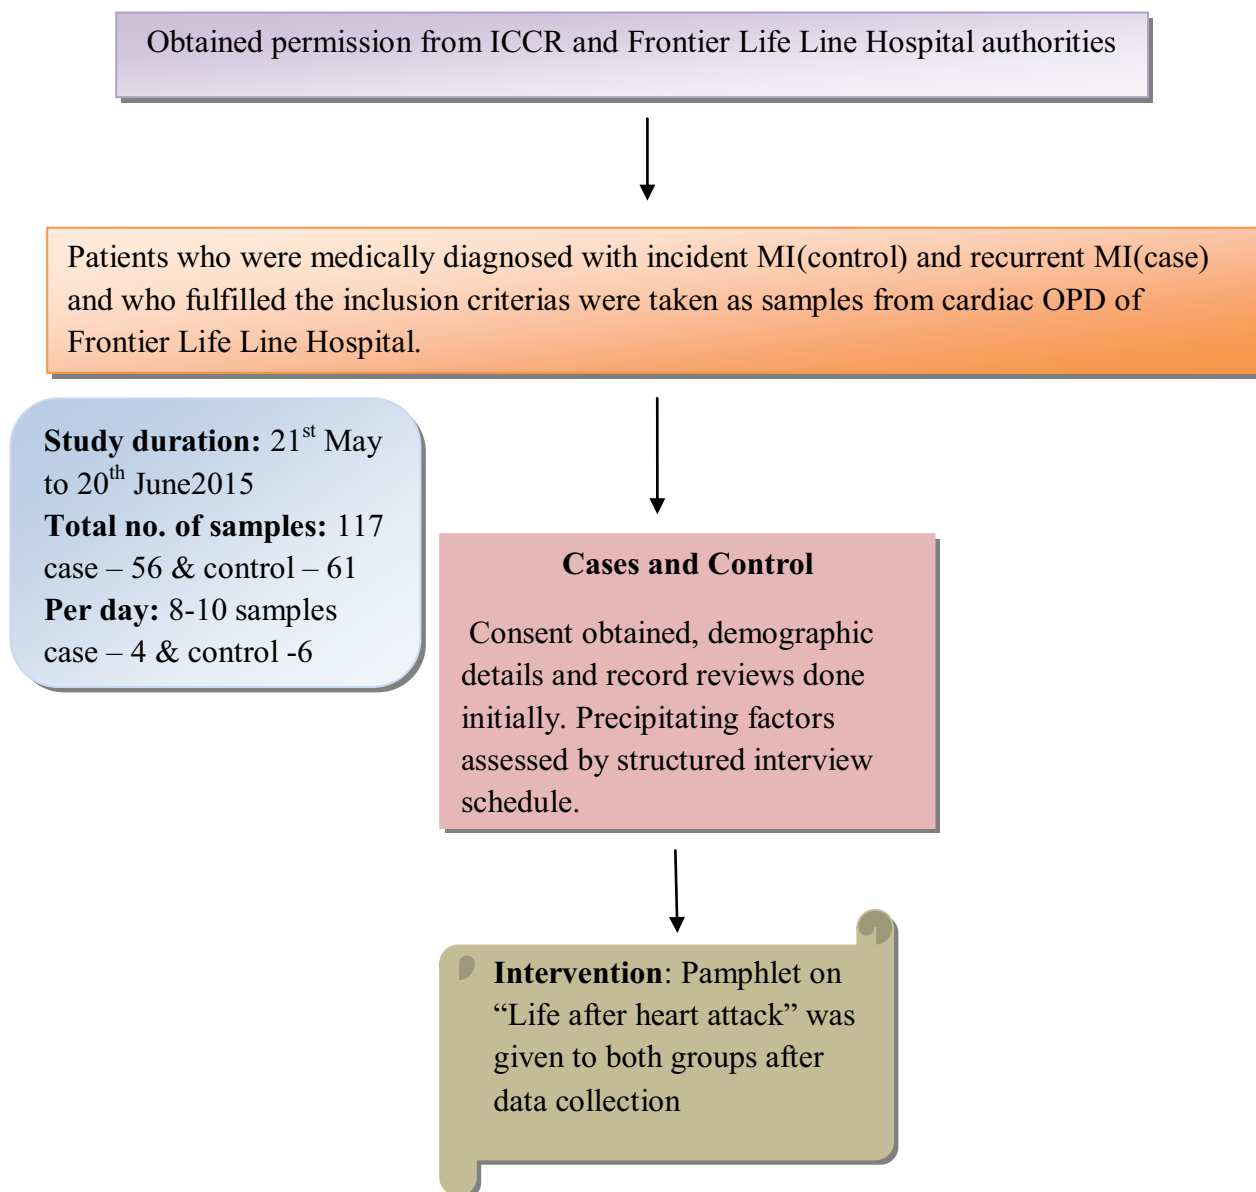 Obtained permission from ICCR and Frontier Life Line Hospital authorities
Patients who were medically diagnosed with incident MI(control) and recurrent MI(case)
and who fulfilled the inclusion criterias were taken as samples from cardiac OPD of
Frontier Life Line Hospital.
Study duration: 21st May
to 20th June2015
Total no. of samples: 117
case – 56 & control – 61
Per day: 8-10 samples
case – 4 & control -6
Cases and Control
Consent obtained, demographic
details and record reviews done
initially. Precipitating factors
assessed by structured interview
schedule.
Intervention: Pamphlet on
“Life after heart attack” was
given to both groups after
data collection